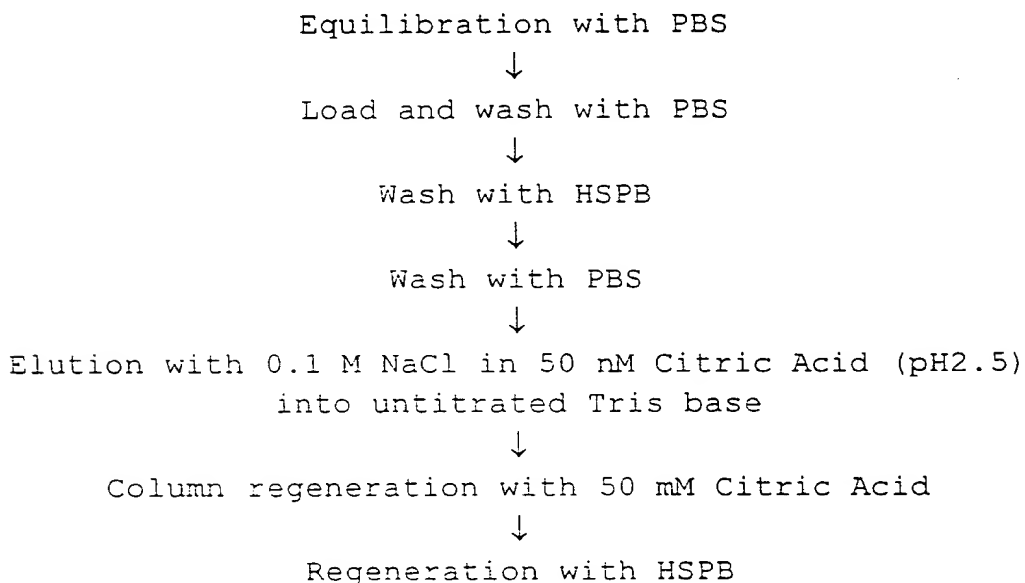 Equilibration with PBS
↓
Load and wash with PBS
↓
Wash with HSPB
↓
Wash with PBS
↓
Elution with 0.1 M NaCl in 50 nM Citric Acid (pH2.5)
into untitrated Tris base
↓
Column regeneration with 50 mM Citric Acid
↓
Regeneration with HSPB